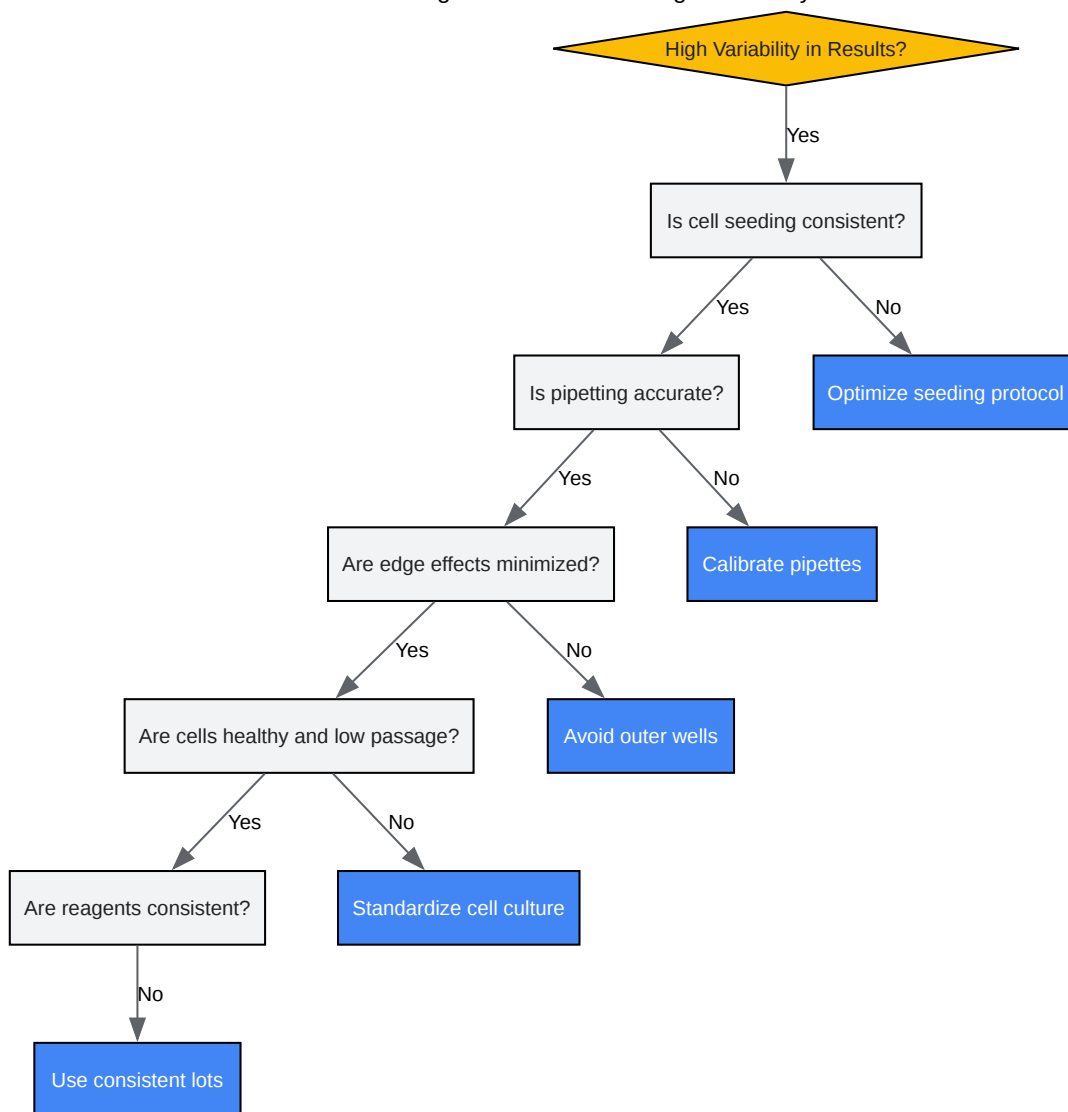 High Variability in Results?
Yes
Is cell seeding consistent?
Yes
No
Is pipetting accurate?
Optimize seeding protocol
Yes
No
Are edge effects minimized?
Calibrate pipettes
Yes
No
Are cells healthy and low passage?
Avoid outer wells
Yes
No
Are reagents consistent?
Standardize cell culture
No
Use consistent lots